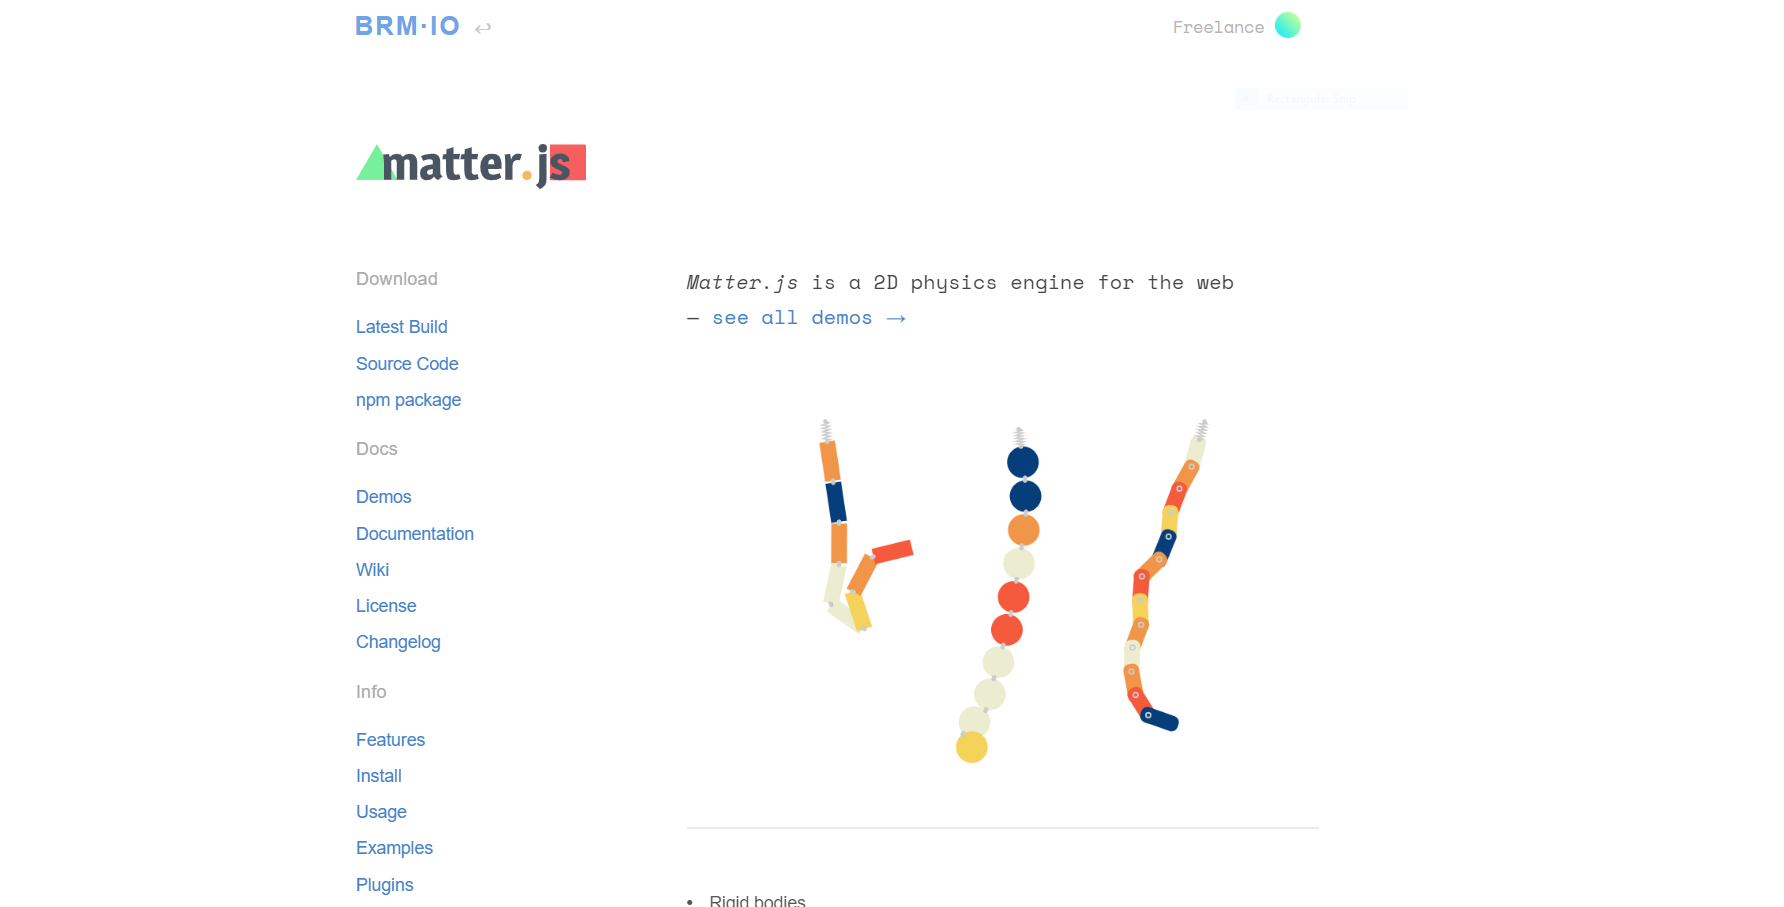 BRM·IO ↩
Freelance
Rectangular Snip
matter.js
Download
Latest Build
Source Code
npm package
Docs
Demos
Documentation
Wiki
License
Changelog
Info
Features
Install
Usage
Examples
Plugins
Matter.js is a 2D physics engine for the web
— see all demos →
• Rigid bodies